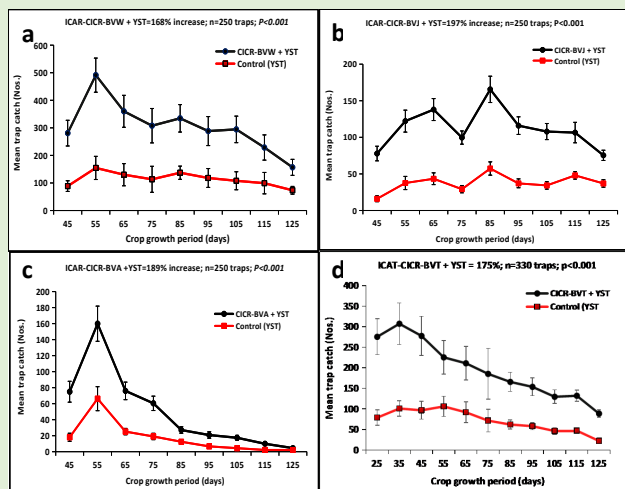 a
ICAR-CICR-BVW + YST=168% increase; n=250 traps; P<0.001
CICR-BVW + YST
Control (YST)
Mean trap catch (Nos.)
600
500
400
300
200
100
0
45 55 65 75 85 95 105 115 125
Crop growth period (days)
b
ICAR-CICR-BVJ + YST=197% increase; n=250 traps; P<0.001
CICR-BVJ + YST
Control (YST)
Mean trap catch (Nos.)
200
150
100
50
0
45 55 65 75 85 95 105 115 125
Crop growth period (days)
c
ICAR-CICR-BVA +YST=189% increase; n=250 traps; P<0.001
CICR-BVA + YST
Control (YST)
Mean trap catch (Nos.)
200
180
160
140
120
100
80
60
40
20
0
45 55 65 75 85 95 105 115 125
Crop growth period (days)
d
ICAT-CICR-BVT + YST = 175%; n=330 traps; p<0.001
CICR-BVT + YST
Control (YST
Mean trap catch (Nos.)
400
350
300
250
200
150
100
50
0
25 35 45 55 65 75 85 95 105 115 125
Crop growth period (days)